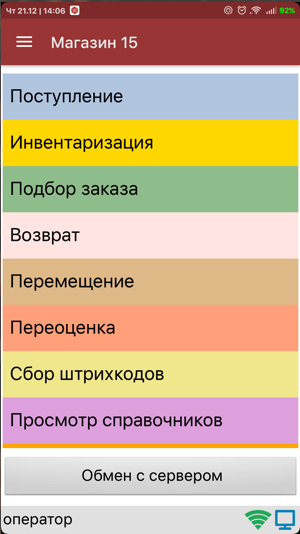 Чт 21.12 | 14:06
92%
Магазин 15
Поступление
Инвентаризация
Подбор заказа
Возврат
Перемещение
Переоценка
Сбор штрихкодов
Просмотр справочников
Обмен с сервером
оператор